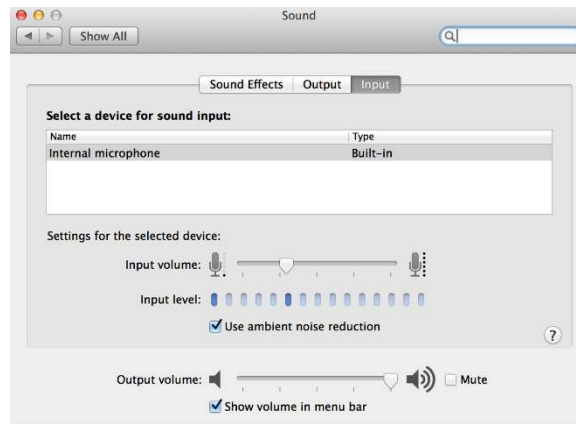 Sound
Show All
Sound Effects Output Input
Select a device for sound input:
Name Type
Internal microphone Built-in
Settings for the selected device:
Input volume:
Input level:
Use ambient noise reduction
?
Output volume: Mute
Show volume in menu bar